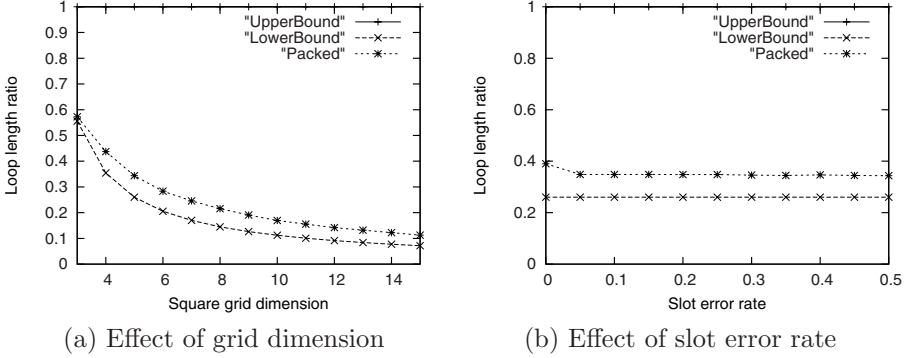 1
0.9
0.8
0.7
0.6
0.5
0.4
0.3
0.2
0.1
0
4 6 8 10 12 14
Loop length ratio
Square grid dimension
"UpperBound"
"LowerBound"
"Packed"
(a) Effect of grid dimension
1
0.8
0.6
0.4
0.2
0
0 0.1 0.2 0.3 0.4 0.5
Loop length ratio
Slot error rate
"UpperBound"
"LowerBound"
"Packed"
(b) Effect of slot error rate